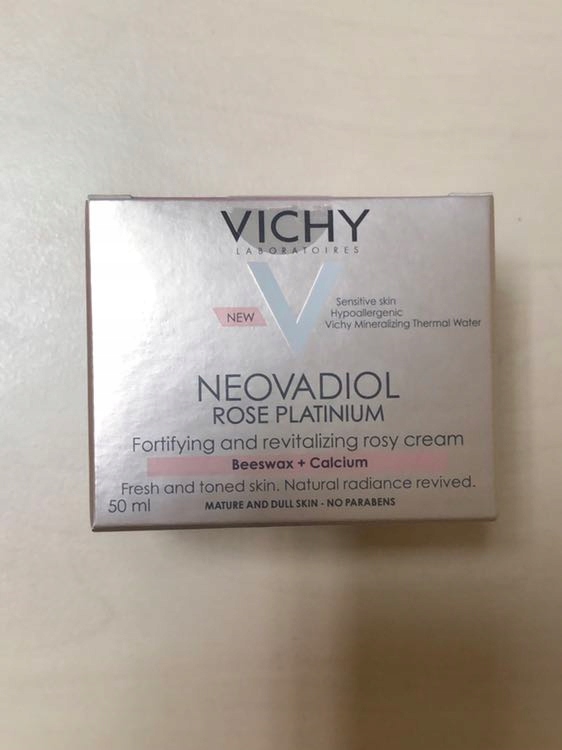 VICHY
LABORATOIRES
NEW
Sensitive skin
Hypoallergenic
Vichy Mineralizing Thermal Water
NEOVADIOL
ROSE PLATINIUM
Fortifying and revitalizing rosy cream
Beeswax + Calcium
Fresh and toned skin. Natural radiance revived.
50 ml MATURE AND DULL SKIN - NO PARABENS